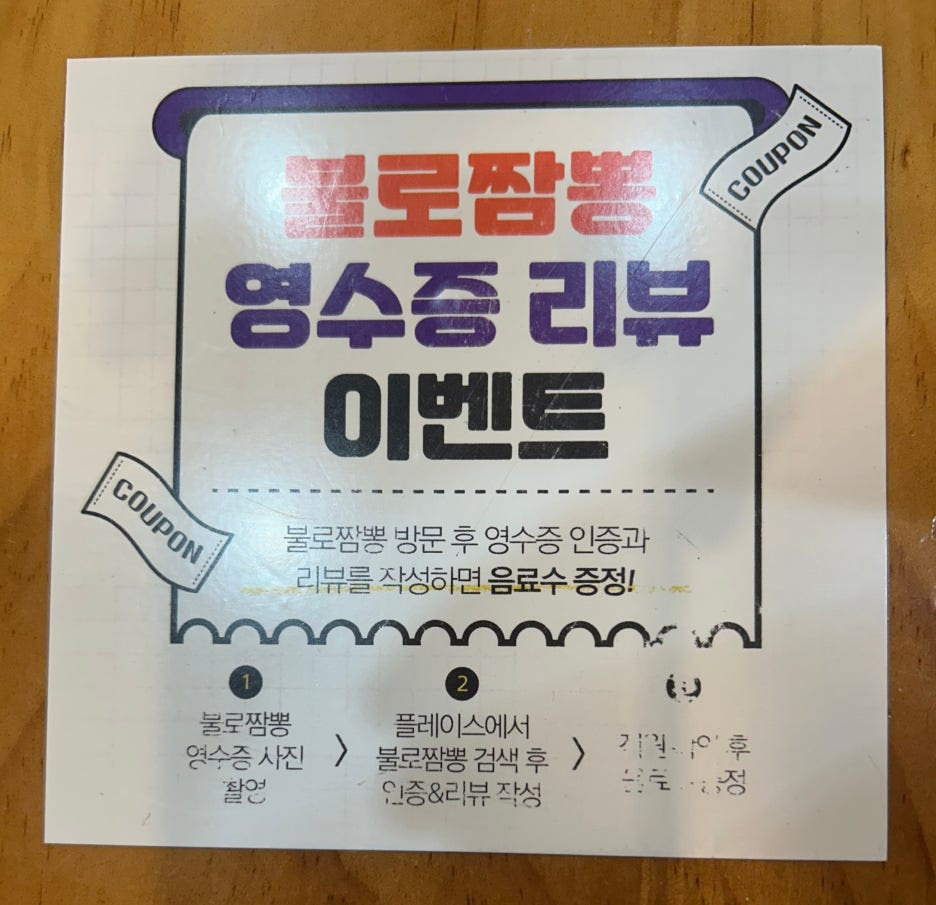 불로짬뽕
COUPON
영수증 리뷰
이벤트
COUPON
불로짬뽕 방문 후 영수증 인증과
리뷰를 작성하면 음료수 증정!
1
불로짬뽕
영수증 사진
촬영
2
플레이스에서
불로짬뽕 검색 후
인증&리뷰 작성
후